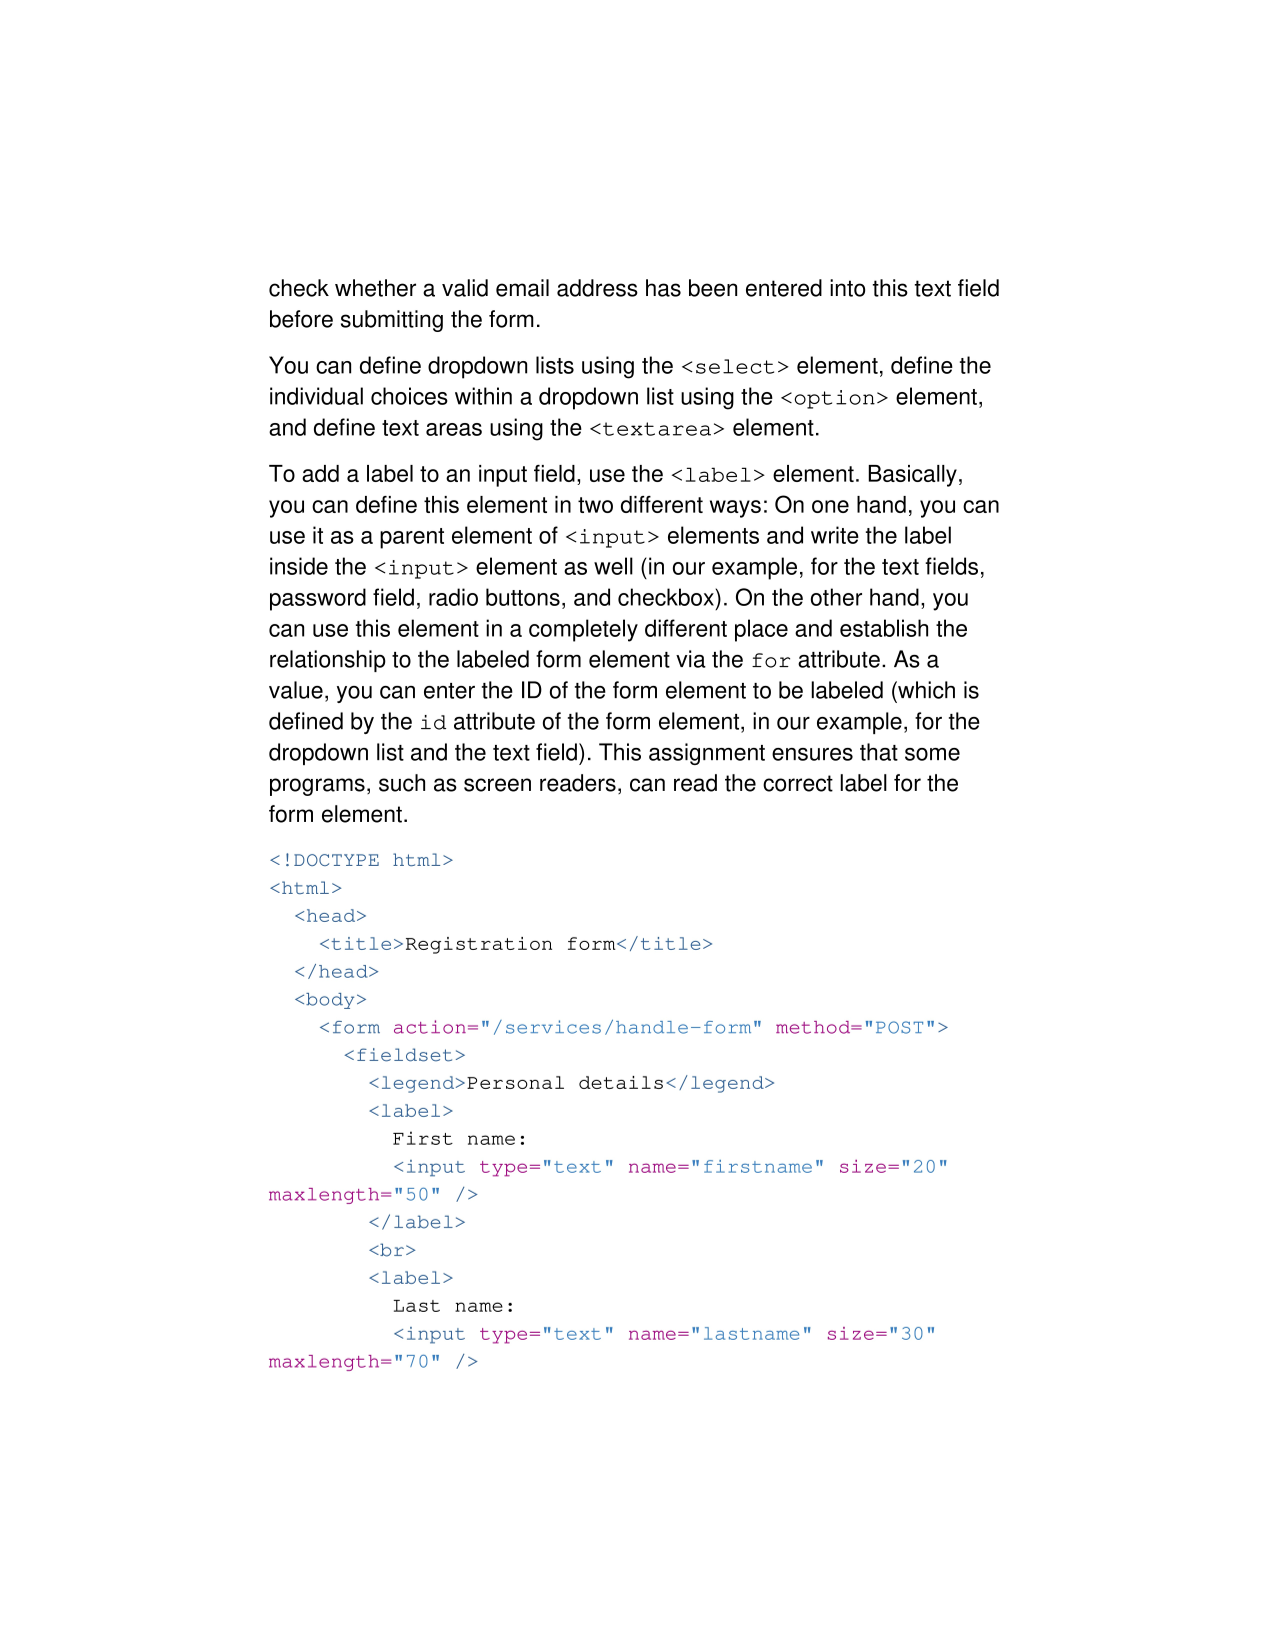 check whether a valid email address has been entered into this text field
before submitting the form.
You can define dropdown lists using the <select> element, define the
individual choices within a dropdown list using the <option> element,
and define text areas using the <textarea> element.
To add a label to an input field, use the <label> element. Basically,
you can define this element in two different ways: On one hand, you can
use it as a parent element of <input> elements and write the label
inside the <input> element as well (in our example, for the text fields,
password field, radio buttons, and checkbox). On the other hand, you
can use this element in a completely different place and establish the
relationship to the labeled form element via the for attribute. As a
value, you can enter the ID of the form element to be labeled (which is
defined by the id attribute of the form element, in our example, for the
dropdown list and the text field). This assignment ensures that some
programs, such as screen readers, can read the correct label for the
form element.
<!DOCTYPE html>
<html>
  <head>
    <title>Registration form</title>
  </head>
  <body>
    <form action="/services/handle-form" method="POST">
      <fieldset>
        <legend>Personal details</legend>
        <label>
          First name:
          <input type="text" name="firstname" size="20"
maxlength="50" />
        </label>
        <br>
        <label>
          Last name:
          <input type="text" name="lastname" size="30"
maxlength="70" />